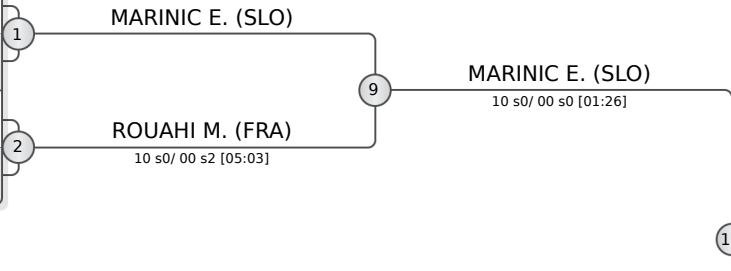 MARINIC E. (SLO)
1
9
MARINIC E. (SLO)
10 s0/ 00 s0 [01:26]
ROUAHI M. (FRA)
2
10 s0/ 00 s2 [05:03]